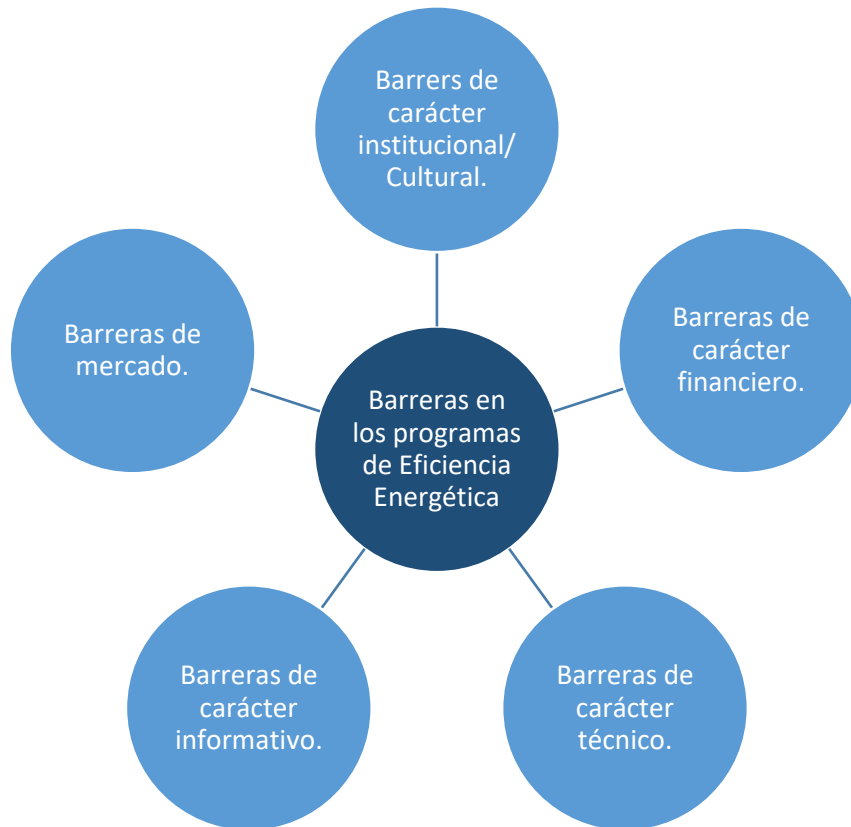 Barrers de
carácter
institucional/
Cultural.
Barreras de
mercado.
Barreras de
carácter
financiero.
Barreras en
los programas
de Eficiencia
Energética
Barreras de
carácter
informativo.
Barreras de
carácter
técnico.